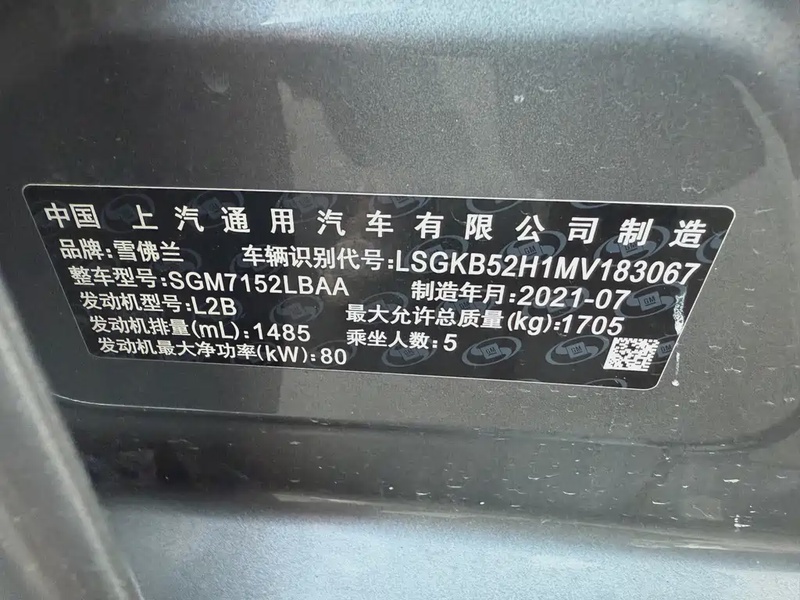 中国 上汽通用汽车有限公司制造
品牌:雪佛兰 车辆识别代号:LSGKB52H1MV183067
整车型号:SGM7152LBAA 制造年月:2021-07
发动机型号:L2B 最大允许总质量(kg):1705
发动机排量(mL):1485 乘坐人数:5
发动机最大净功率(kW):80